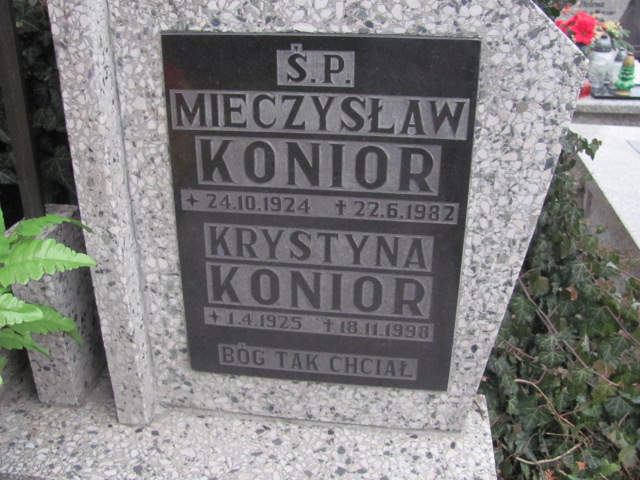 Ś.P.
MIECZYSŁAW
KONIOR
✦ 24.10.1924 ✝ 22.6.1982
KRYSTYNA
KONIOR
✦ 1.4.1925 ✝ 18.11.1998
BÓG TAK CHCIAŁ